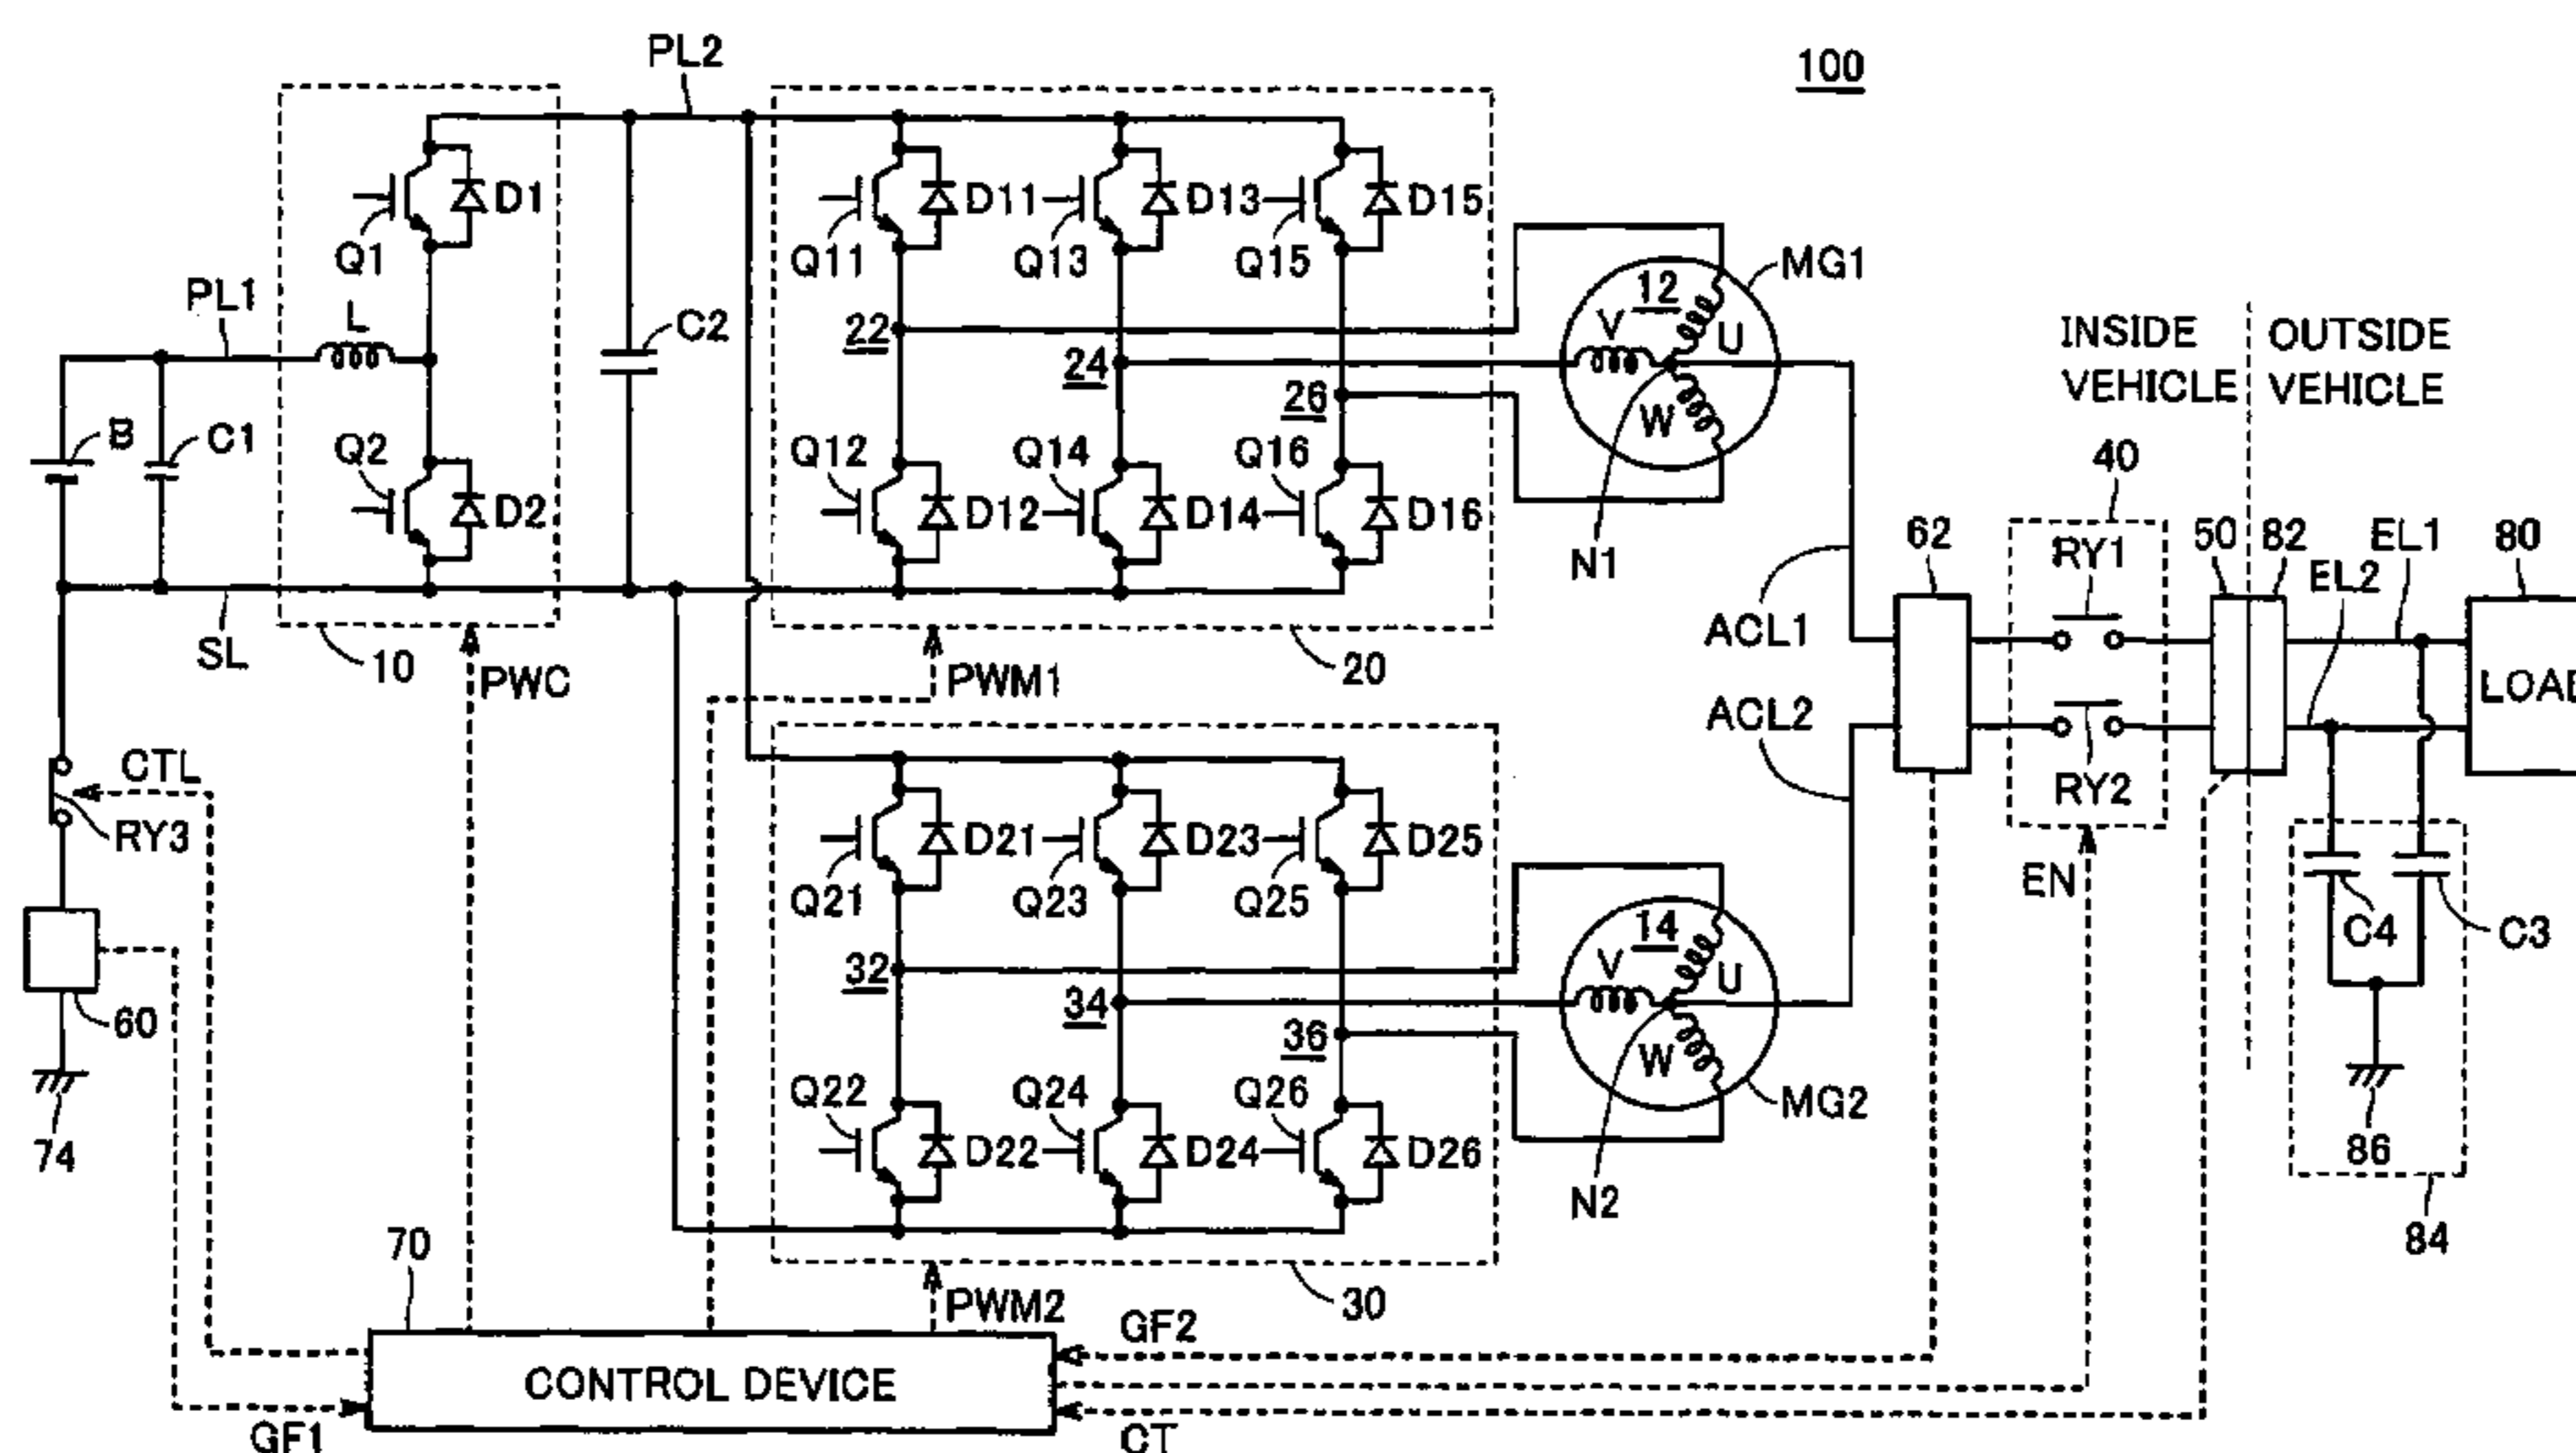 100
PL2
D1
Q1
PL1
L
B
C1
Q2
D2
C2
SL
10
PWC
D11
D13
D15
Q11
Q13
Q15
22
24
26
Q12
Q14
Q16
D12
D14
D16
PWM1
20
12
V
U
W
MG1
N1
INSIDE
VEHICLE
OUTSIDE
VEHICLE
40
62
RY1
50
82
EL1
EL2
80
ACL1
ACL2
RY2
EN
C4
C3
86
84
CTL
RY3
60
74
D21
D23
D25
Q21
Q23
Q25
32
34
36
Q22
Q24
Q26
D22
D24
D26
14
V
U
W
MG2
N2
30
PWM2
70
CONTROL DEVICE
GF1
GF2
CT